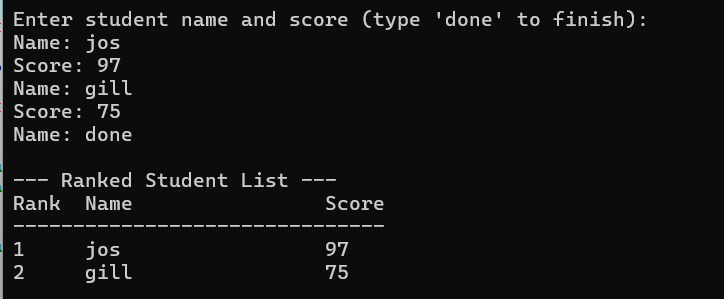 Enter student name and score (type 'done' to finish):
Name: jos
Score: 97
Name: gill
Score: 75
Name: done

--- Ranked Student List ---
Rank  Name                Score
-------------------------------
1     jos                 97
2     gill                75